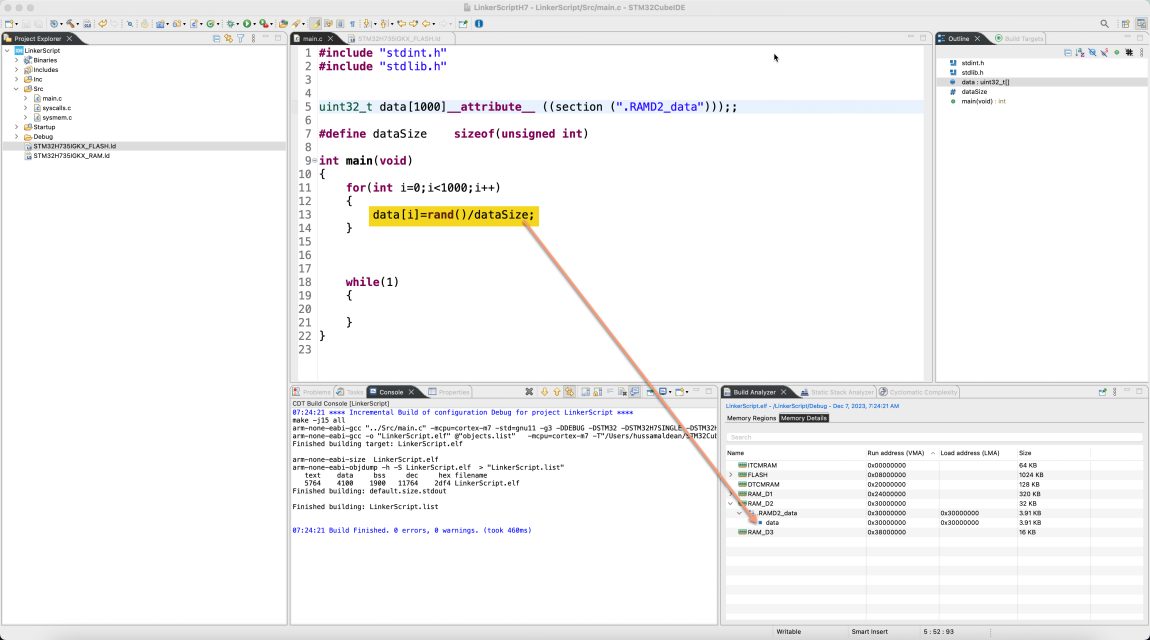 LinkerScriptH7 - LinkerScript/Src/main.c - STM32CubeIDE
Project Explorer
LinkerScript
Binaries
Includes
Inc
Src
main.c
syscalls.c
sysmem.c
Startup
Debug
STM32H735IGKX_FLASH.ld
STM32H735IGKX_RAM.ld
main.c STM32H735IGKX_FLASH.ld
1 #include "stdint.h"
2 #include "stdlib.h"
3
4
5 uint32_t data[1000]__attribute__ ((section (".RAMD2_data")));;
6
7 #define dataSize sizeof(unsigned int)
8
9 int main(void)
10 {
11 for(int i=0;i<1000;i++)
12 {
13 data[i]=rand()/dataSize;
14 }
15
16
17
18 while(1)
19 {
20
21 }
22 }
23
Outline Build Targets
stdint.h
stdlib.h
data : uint32_t[]
dataSize
main(void) : int
Problems Tasks Console Properties
CDT Build Console [LinkerScript]
07:24:21 **** Incremental Build of configuration Debug for project LinkerScript ****
make -j15 all
arm-none-eabi-gcc "../Src/main.c" -mcpu=cortex-m7 -std=gnu11 -g3 -DDEBUG -DSTM32 -DSTM32H7SINGLE -DSTM32H
arm-none-eabi-gcc -o "LinkerScript.elf" @"objects.list" -mcpu=cortex-m7 -T"/Users/hussamaldean/STM32Cub
Finished building target: LinkerScript.elf
arm-none-eabi-size LinkerScript.elf
arm-none-eabi-objdump -h -S LinkerScript.elf > "LinkerScript.list"
text data bss dec hex filename
5764 4100 1900 11764 2df4 LinkerScript.elf
Finished building: default.size.stdout
Finished building: LinkerScript.list
07:24:21 Build Finished. 0 errors, 0 warnings. (took 460ms)
Build Analyzer Static Stack Analyzer Cyclomatic Complexity
LinkerScript.elf - /LinkerScript/Debug - Dec 7, 2023, 7:24:21 AM
Memory Regions Memory Details
Search
Name Run address (VMA) Load address (LMA) Size
ITCMRAM 0x00000000 64 KB
FLASH 0x08000000 1024 KB
DTCMRAM 0x20000000 128 KB
RAM_D1 0x24000000 320 KB
RAM_D2 0x30000000 32 KB
.RAMD2_data 0x30000000 0x30000000 3.91 KB
data 0x30000000 0x30000000 3.91 KB
RAM_D3 0x38000000 16 KB
Writable Smart Insert 5 : 52 : 93